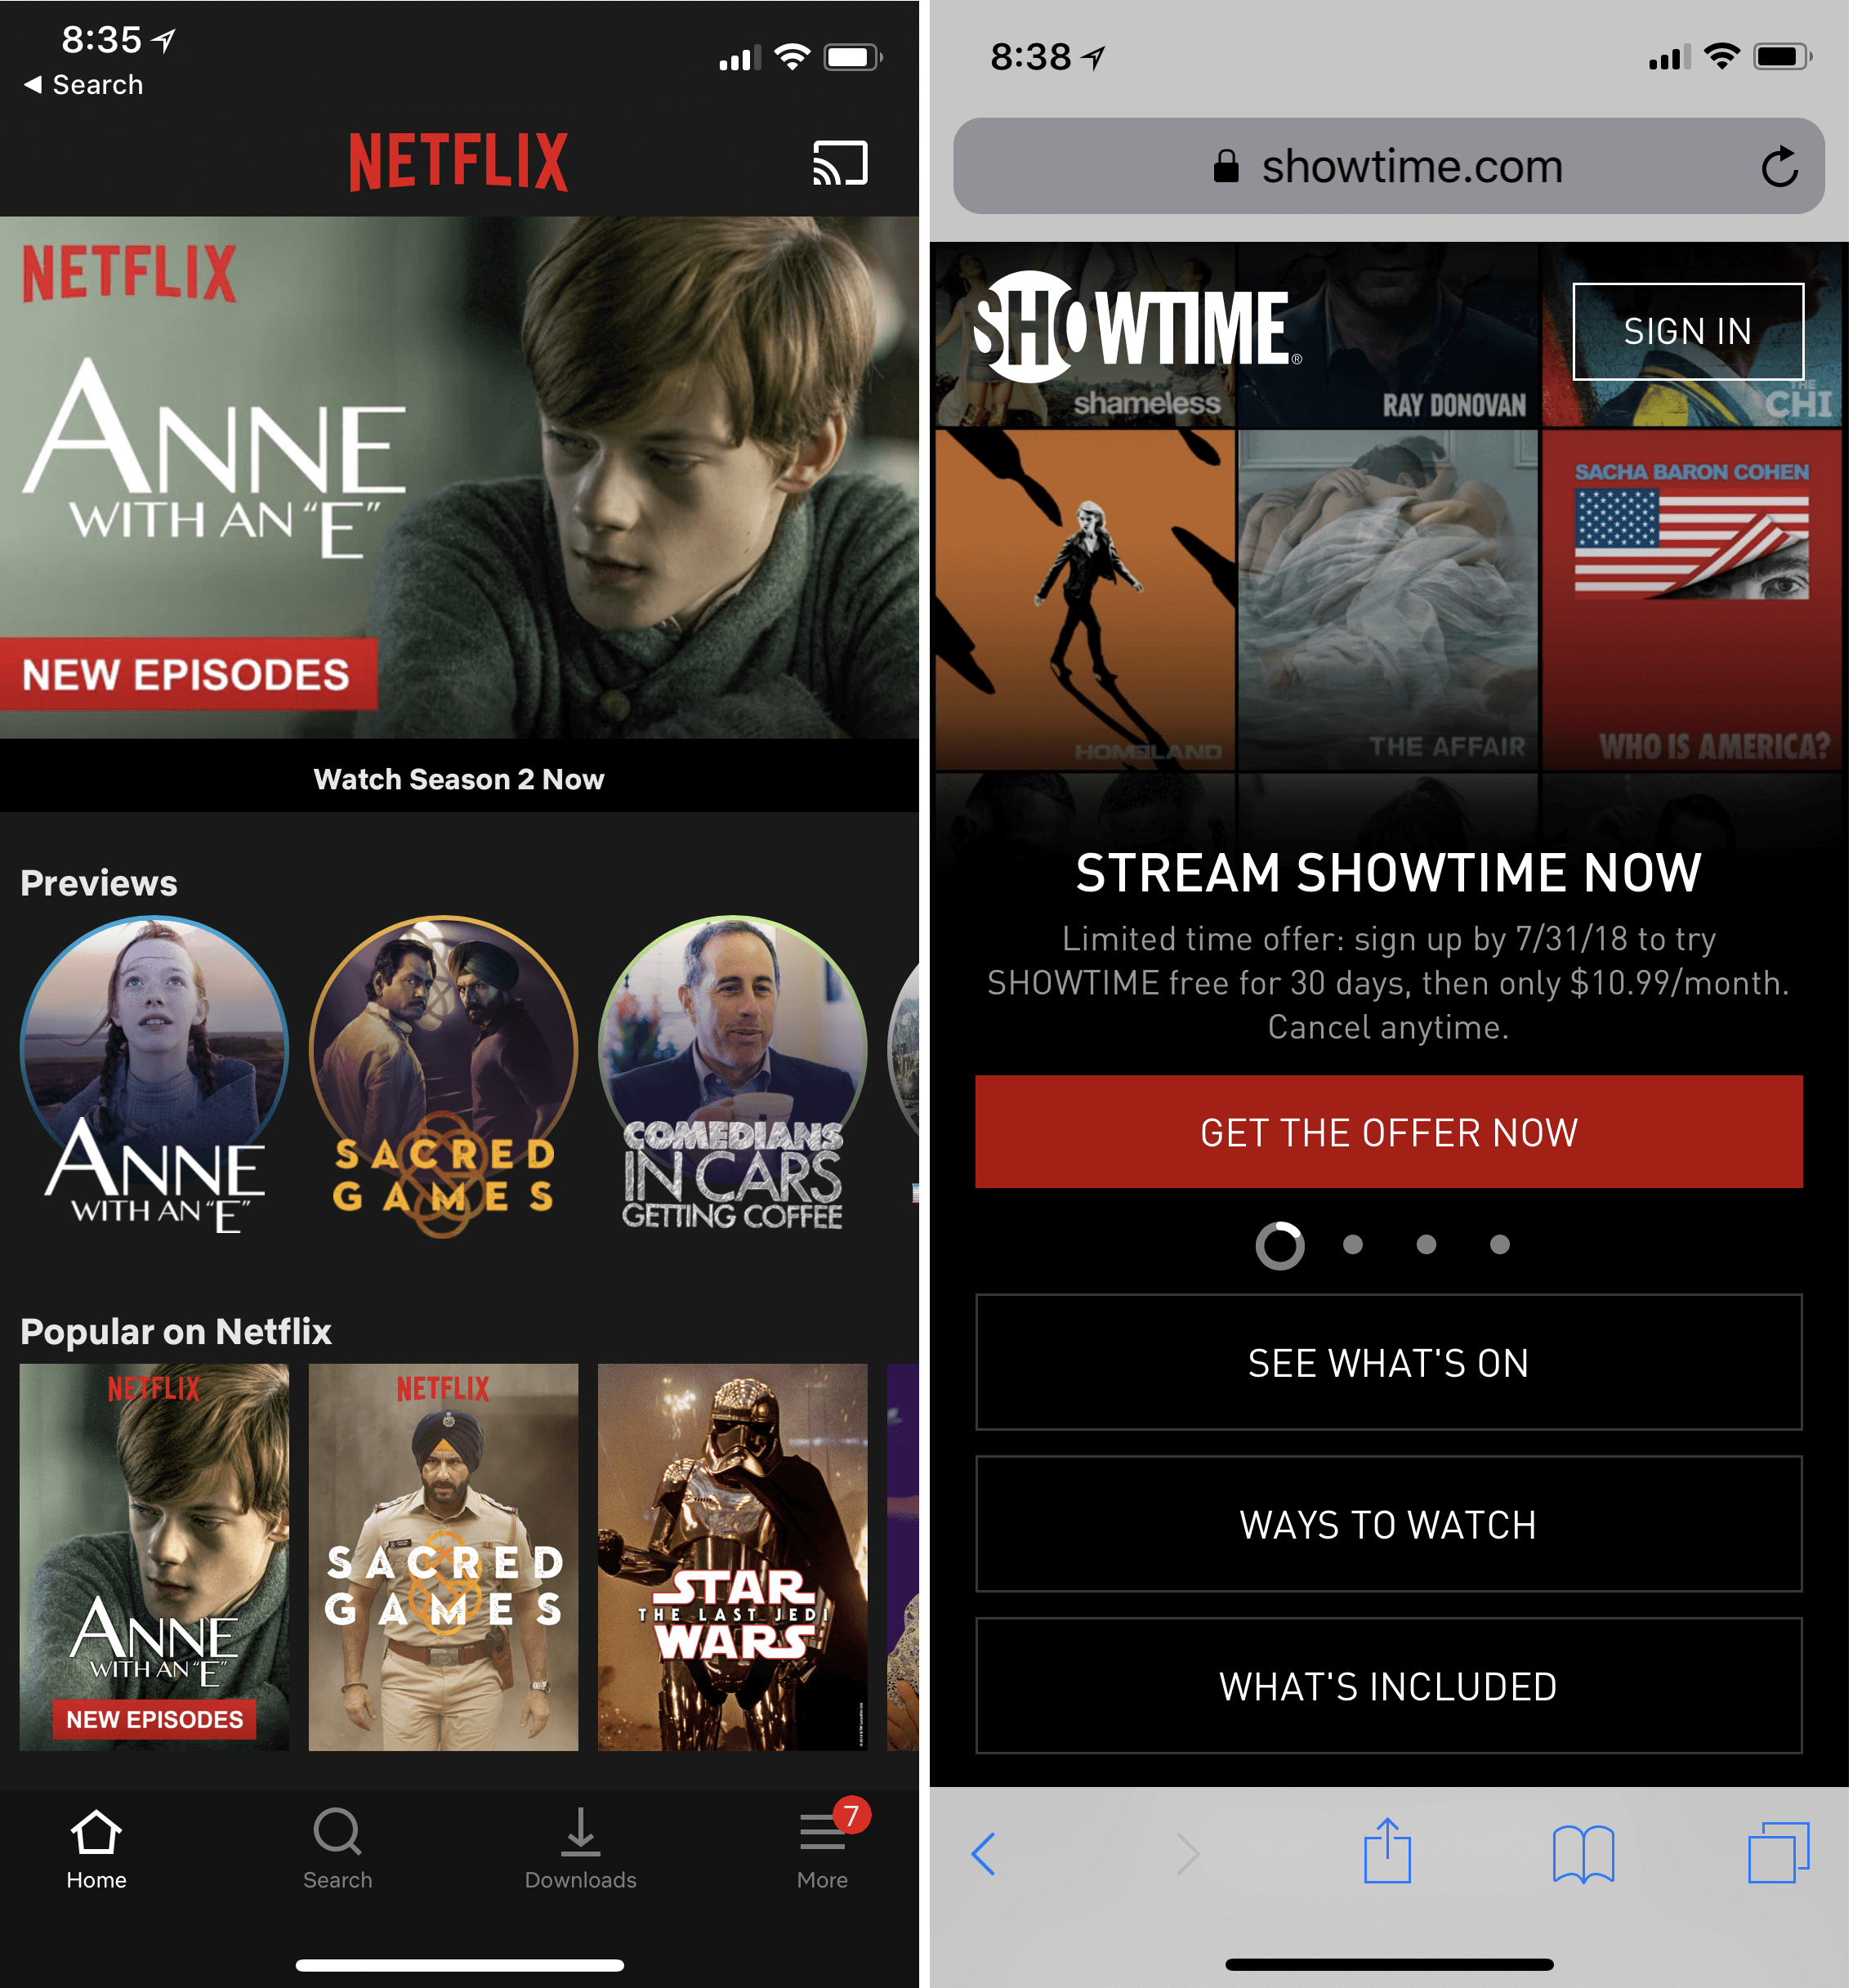 8:35
Search
NETFLIX
NETFLIX
ANNE
WITH AN “E”
NEW EPISODES
Watch Season 2 Now
Previews
ANNE
WITH AN “E”
SACRED
GAMES
COMEDIANS
IN CARS
GETTING COFFEE
Popular on Netflix
NETFLIX
ANNE
WITH AN “E”
NEW EPISODES
NETFLIX
SACRED
GAMES
STAR
THE LAST JEDI
WARS
7
Home
Search
Downloads
More
8:38
showtime.com
SHOWTIME®
SIGN IN
shameless
RAY DONOVAN
THE
CHI
SACHA BARON COHEN
HOMELAND
THE AFFAIR
WHO IS AMERICA?
STREAM SHOWTIME NOW
Limited time offer: sign up by 7/31/18 to try
SHOWTIME free for 30 days, then only $10.99/month.
Cancel anytime.
GET THE OFFER NOW
SEE WHAT'S ON
WAYS TO WATCH
WHAT'S INCLUDED